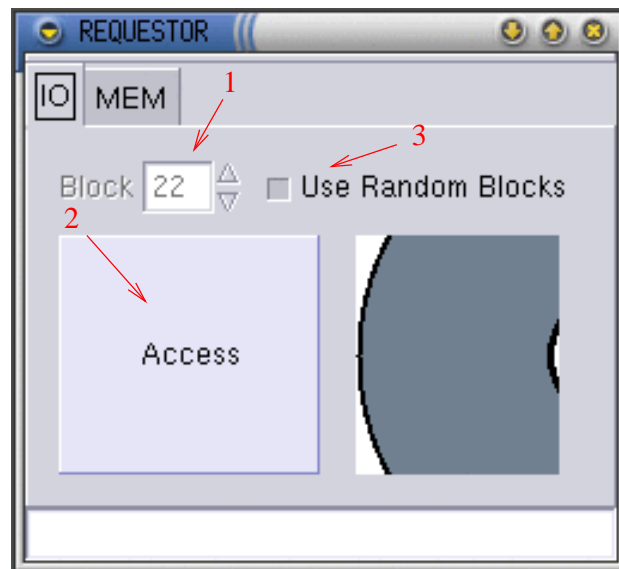 REQUESTOR
IO MEM
1
3
Block 22 Use Random Blocks
2
Access